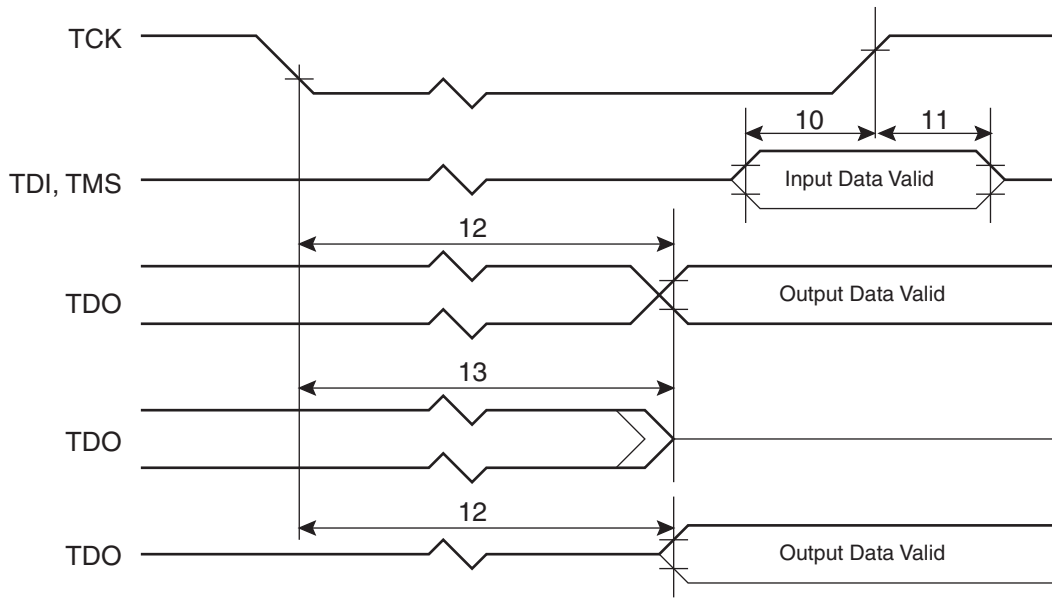 TCK
10
11
TDI, TMS
Input Data Valid
12
TDO
Output Data Valid
13
TDO
12
TDO
Output Data Valid